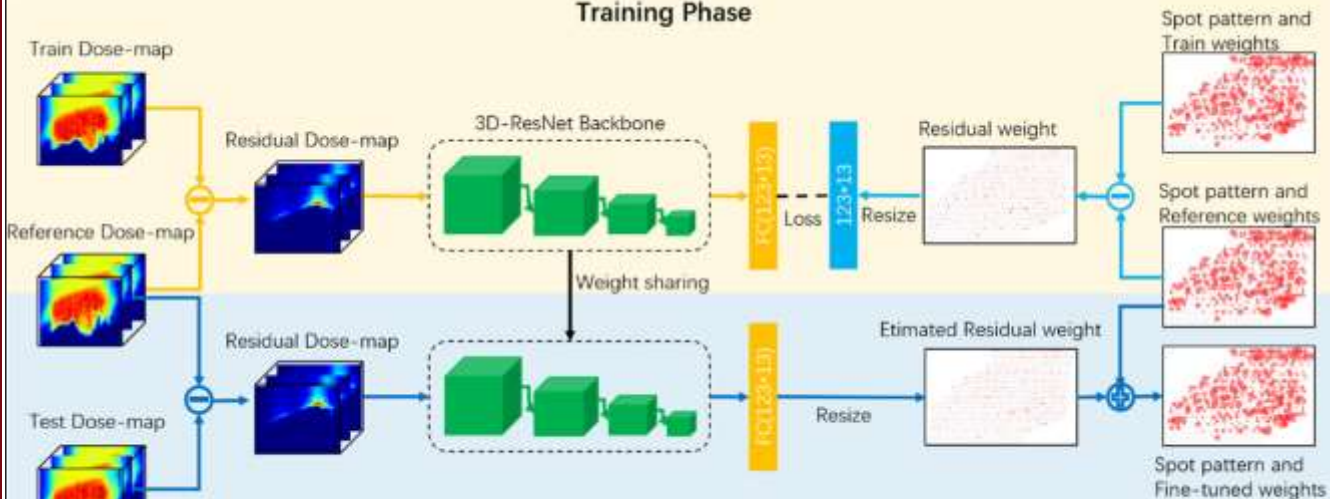 Training Phase
Train Dose-map
Spot pattern and
Train weights
3D-ResNet Backbone
Residual Dose-map
Residual weight
FC(123*13)
Loss
123*13
Resize
Spot pattern and
Reference weights
Reference Dose-map
Weight sharing
Residual Dose-map
Etimated Residual weight
FC(123*13)
Resize
Test Dose-map
Spot pattern and
Fine-tuned weights